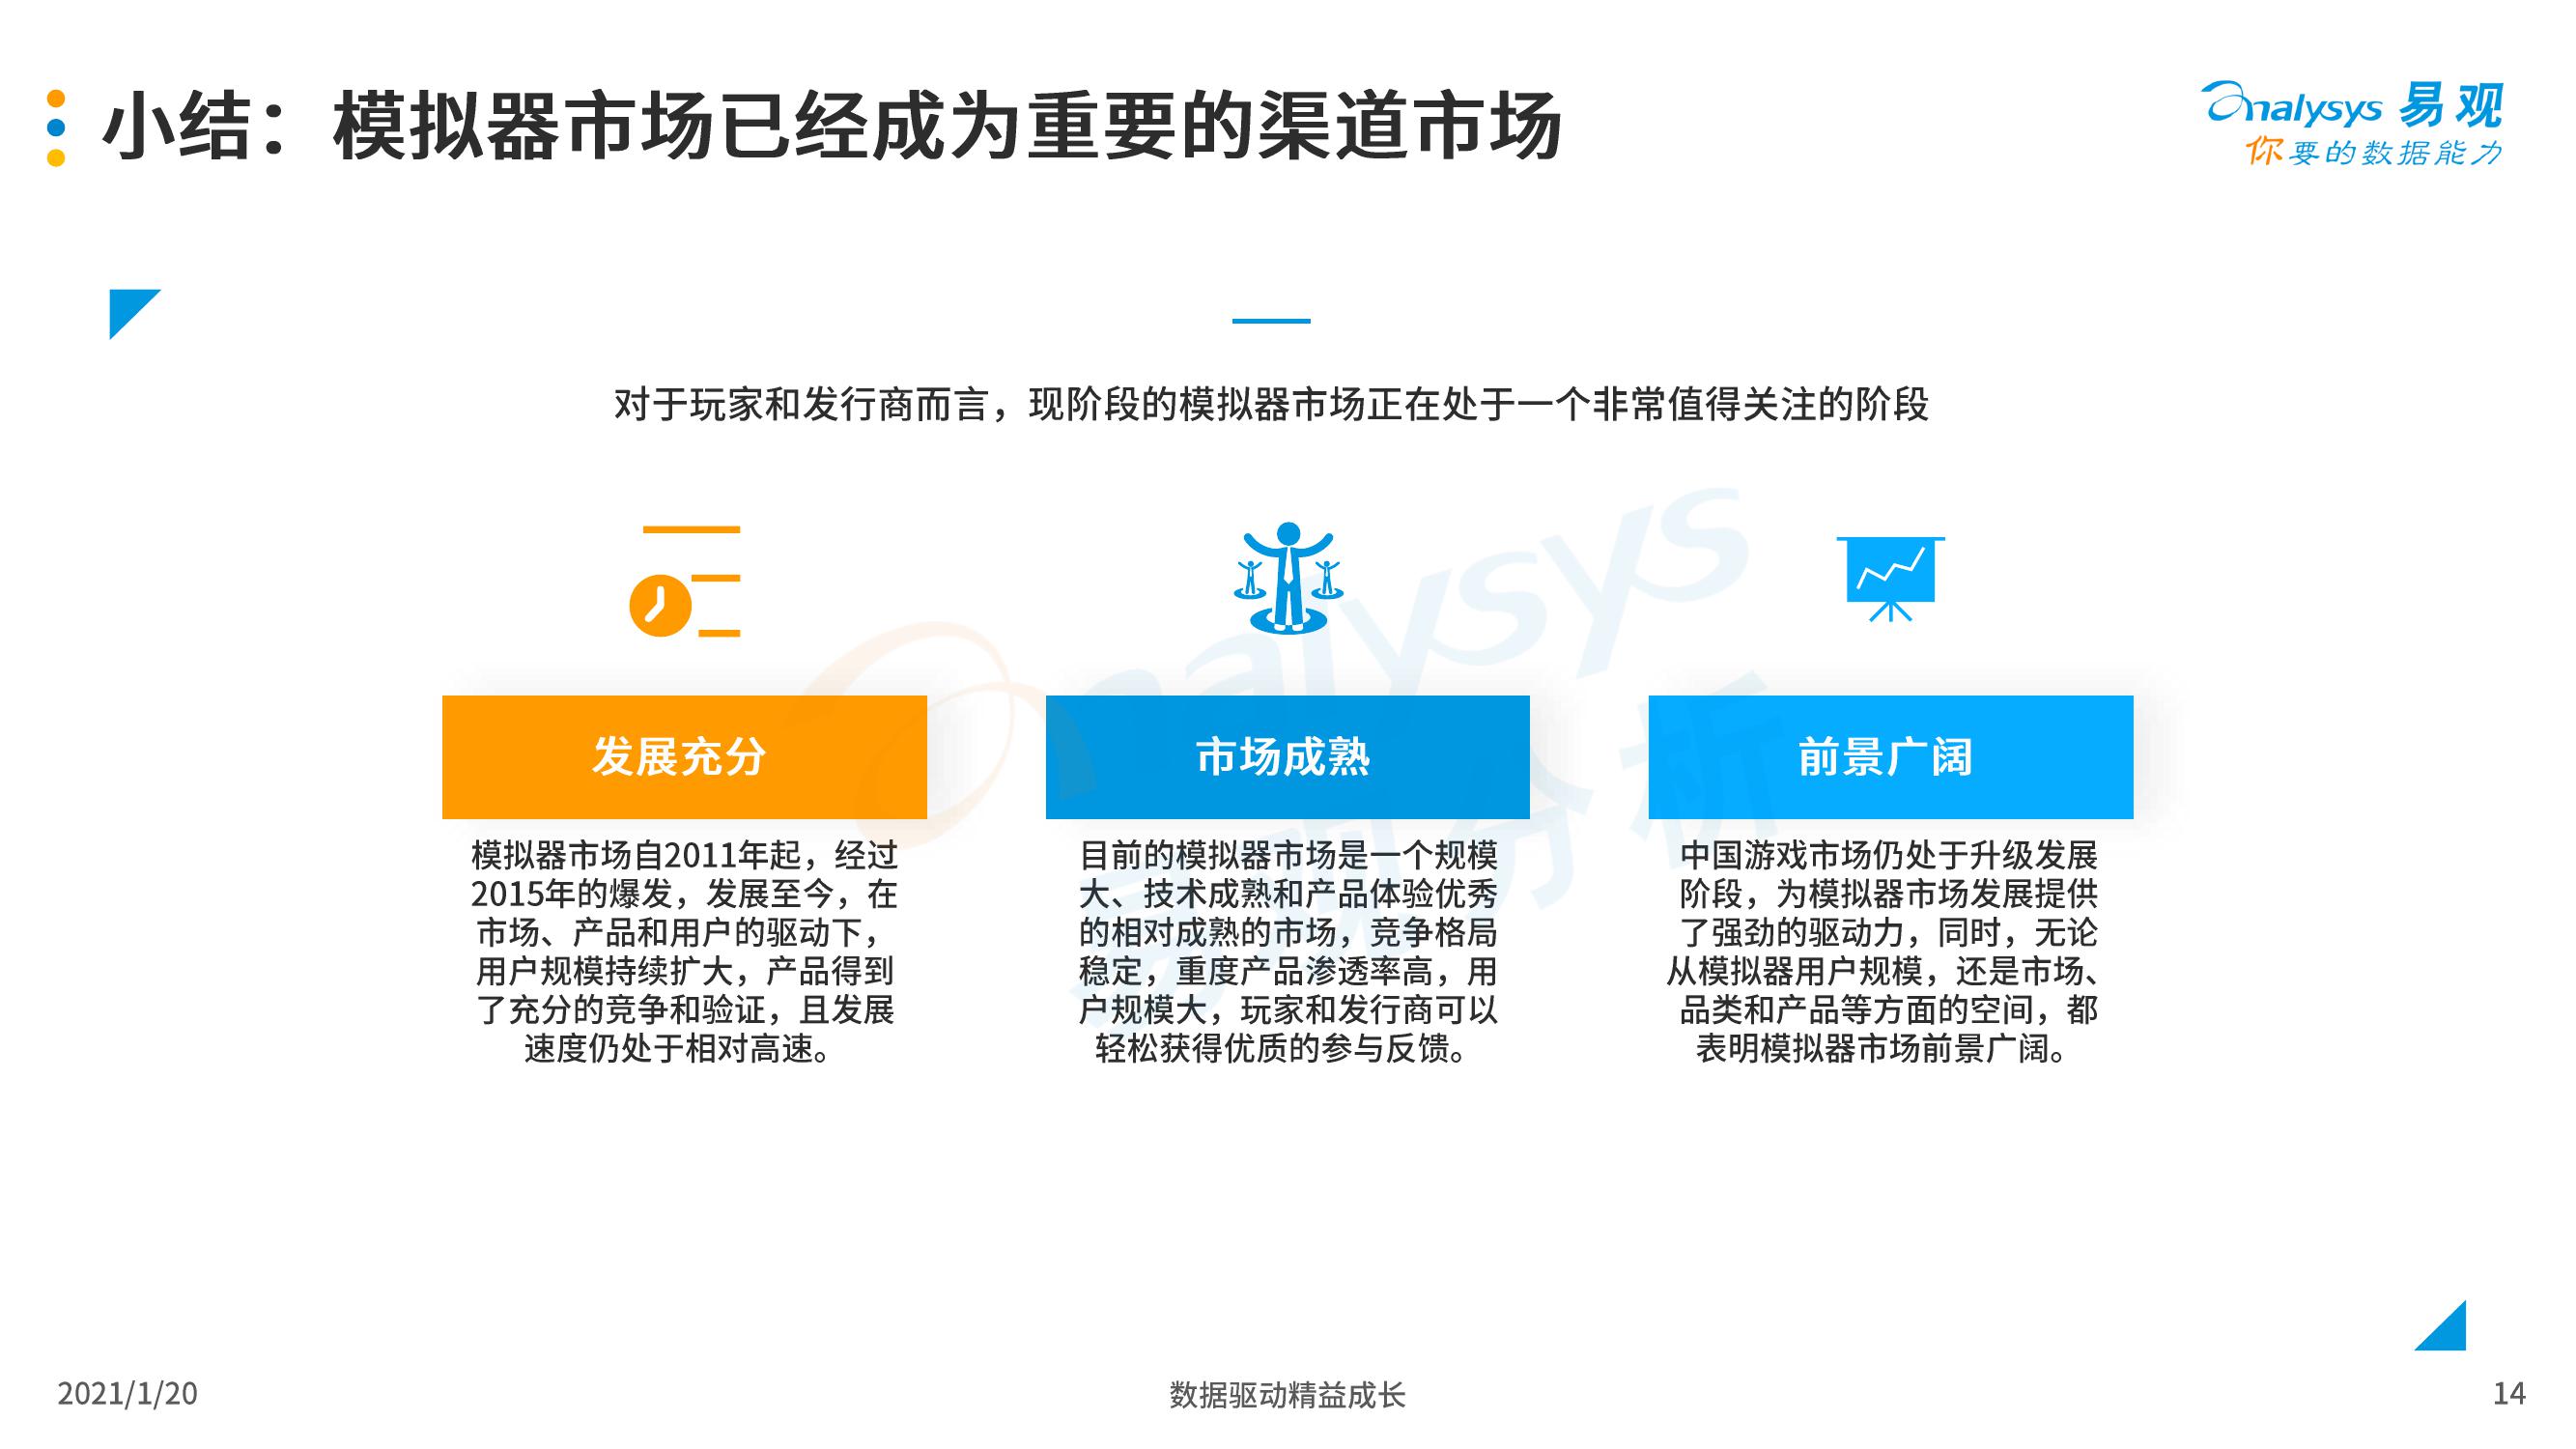 小结：模拟器市场已经成为重要的渠道市场
analysys 易观
你要的数据能力
对于玩家和发行商而言，现阶段的模拟器市场正在处于一个非常值得关注的阶段
发展充分
模拟器市场自2011年起，经过
2015年的爆发，发展至今，在
市场、产品和用户的驱动下，
用户规模持续扩大，产品得到
了充分的竞争和验证，且发展
速度仍处于相对高速。
市场成熟
目前的模拟器市场是一个规模
大、技术成熟和产品体验优秀
的相对成熟的市场，竞争格局
稳定，重度产品渗透率高，用
户规模大，玩家和发行商可以
轻松获得优质的参与反馈。
前景广阔
中国游戏市场仍处于升级发展
阶段，为模拟器市场发展提供
了强劲的驱动力，同时，无论
从模拟器用户规模，还是市场、
品类和产品等方面的空间，都
表明模拟器市场前景广阔。
analysys
易观分析
2021/1/20
数据驱动精益成长
14